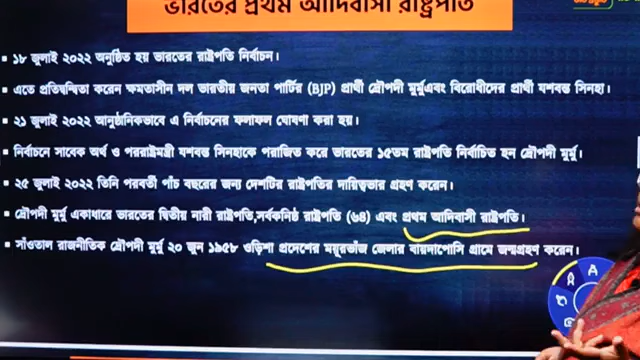 ভারতের প্রথম আদিবাসী রাষ্ট্রপতি
▪ ১৮ জুলাই ২০২২ অনুষ্ঠিত হয় ভারতের রাষ্ট্রপতি নির্বাচন।
▪ এতে প্রতিদ্বন্দ্বিতা করেন ক্ষমতাসীন দল ভারতীয় জনতা পার্টির (BJP) প্রার্থী দ্রৌপদী মুর্মুএবং বিরোধীদের প্রার্থী যশবন্ত সিনহা।
▪ ২১ জুলাই ২০২২ আনুষ্ঠানিকভাবে এ নির্বাচনের ফলাফল ঘোষণা করা হয়।
▪ নির্বাচনে সাবেক অর্থ ও পররাষ্ট্রমন্ত্রী যশবন্ত সিনহাকে পরাজিত করে ভারতের ১৫তম রাষ্ট্রপতি নির্বাচিত হন দ্রৌপদী মুর্মু।
▪ ২৫ জুলাই ২০২২ তিনি পরবর্তী পাঁচ বছরের জন্য দেশটির রাষ্ট্রপতির দায়িত্বভার গ্রহণ করেন।
▪ দ্রৌপদী মুর্মু একাধারে ভারতের দ্বিতীয় নারী রাষ্ট্রপতি,সর্বকনিষ্ঠ রাষ্ট্রপতি (৬৪) এবং প্রথম আদিবাসী রাষ্ট্রপতি।
▪ সাঁওতাল রাজনীতিক দ্রৌপদী মুর্মু ২০ জুন ১৯৫৮ ওড়িশা প্রদেশের ময়ূরভাঁজ জেলার বায়দাপোসি গ্রামে জন্মগ্রহণ করেন।